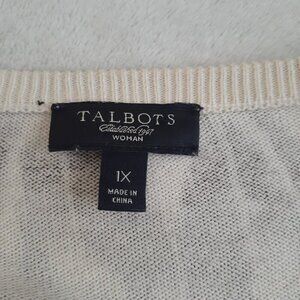 TALBOTS
Established 1947
WOMAN
1X
MADE IN
CHINA